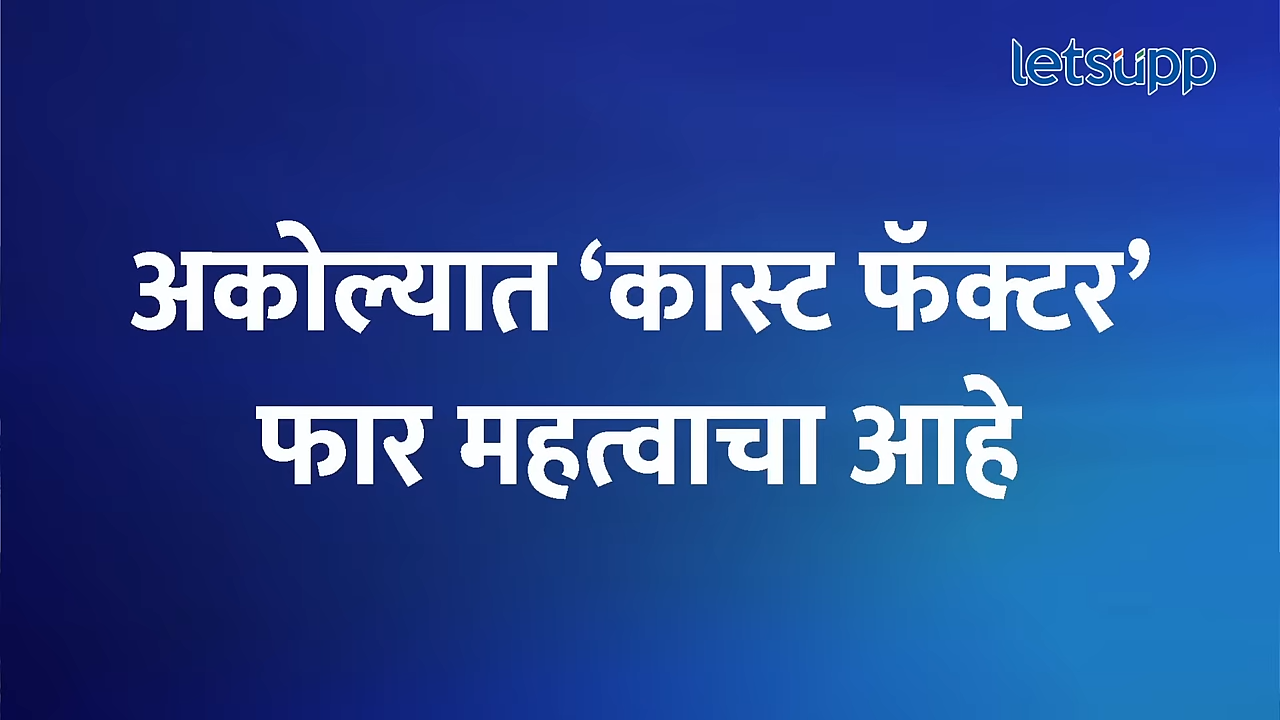 letsupp
अकोल्यात ‘कास्ट फॅक्टर’
फार महत्वाचा आहे